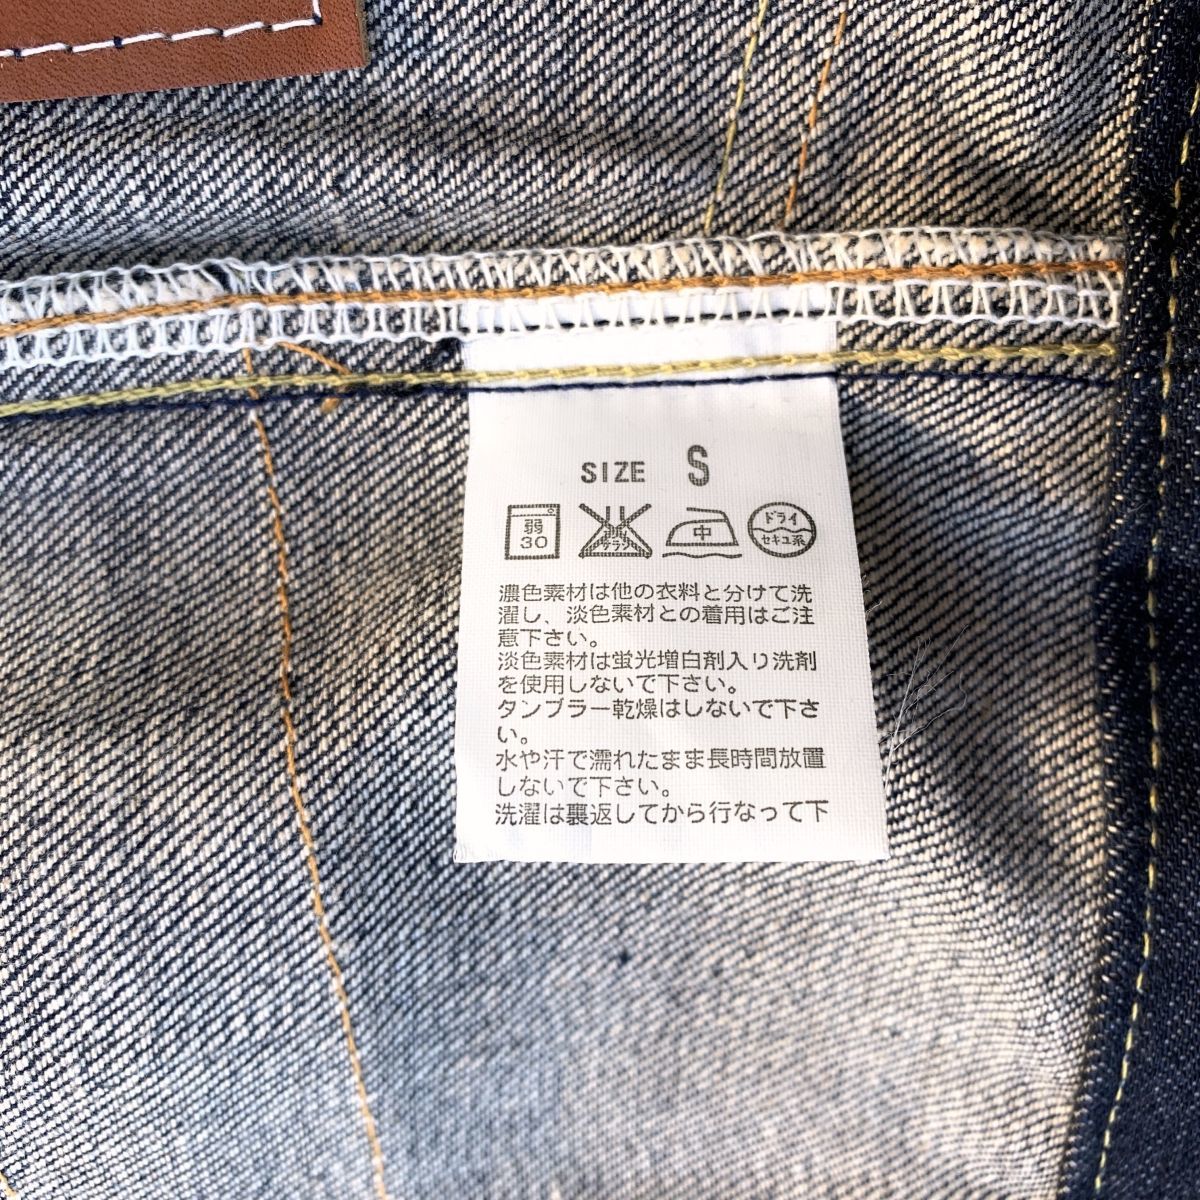 SIZE S
弱 30 エンソ サラシ 中 ドライ セキユ系
濃色素材は他の衣料と分けて洗
濯し、淡色素材との着用はご注
意下さい。
淡色素材は蛍光増白剤入り洗剤
を使用しないで下さい。
タンブラー乾燥はしないで下さ
い。
水や汗で濡れたまま長時間放置
しないで下さい。
洗濯は裏返してから行なって下